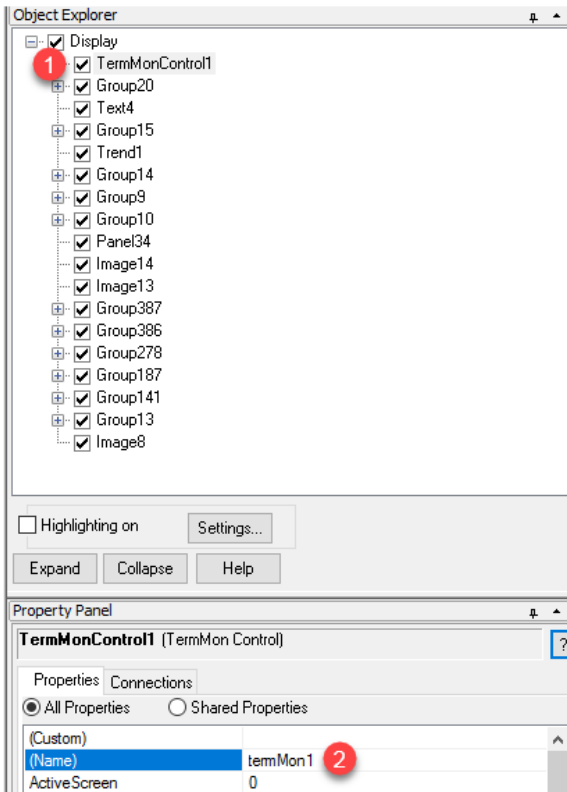 Object Explorer
Display
1 TermMonControl1
Group20
Text4
Group15
Trend1
Group14
Group9
Group10
Panel34
Image14
Image13
Group387
Group386
Group278
Group187
Group141
Group13
Image8
Highlighting on Settings...
Expand Collapse Help
Property Panel
TermMonControl1 (TermMon Control) ?
Properties Connections
All Properties Shared Properties
(Custom)
(Name) termMon1 2
ActiveScreen 0